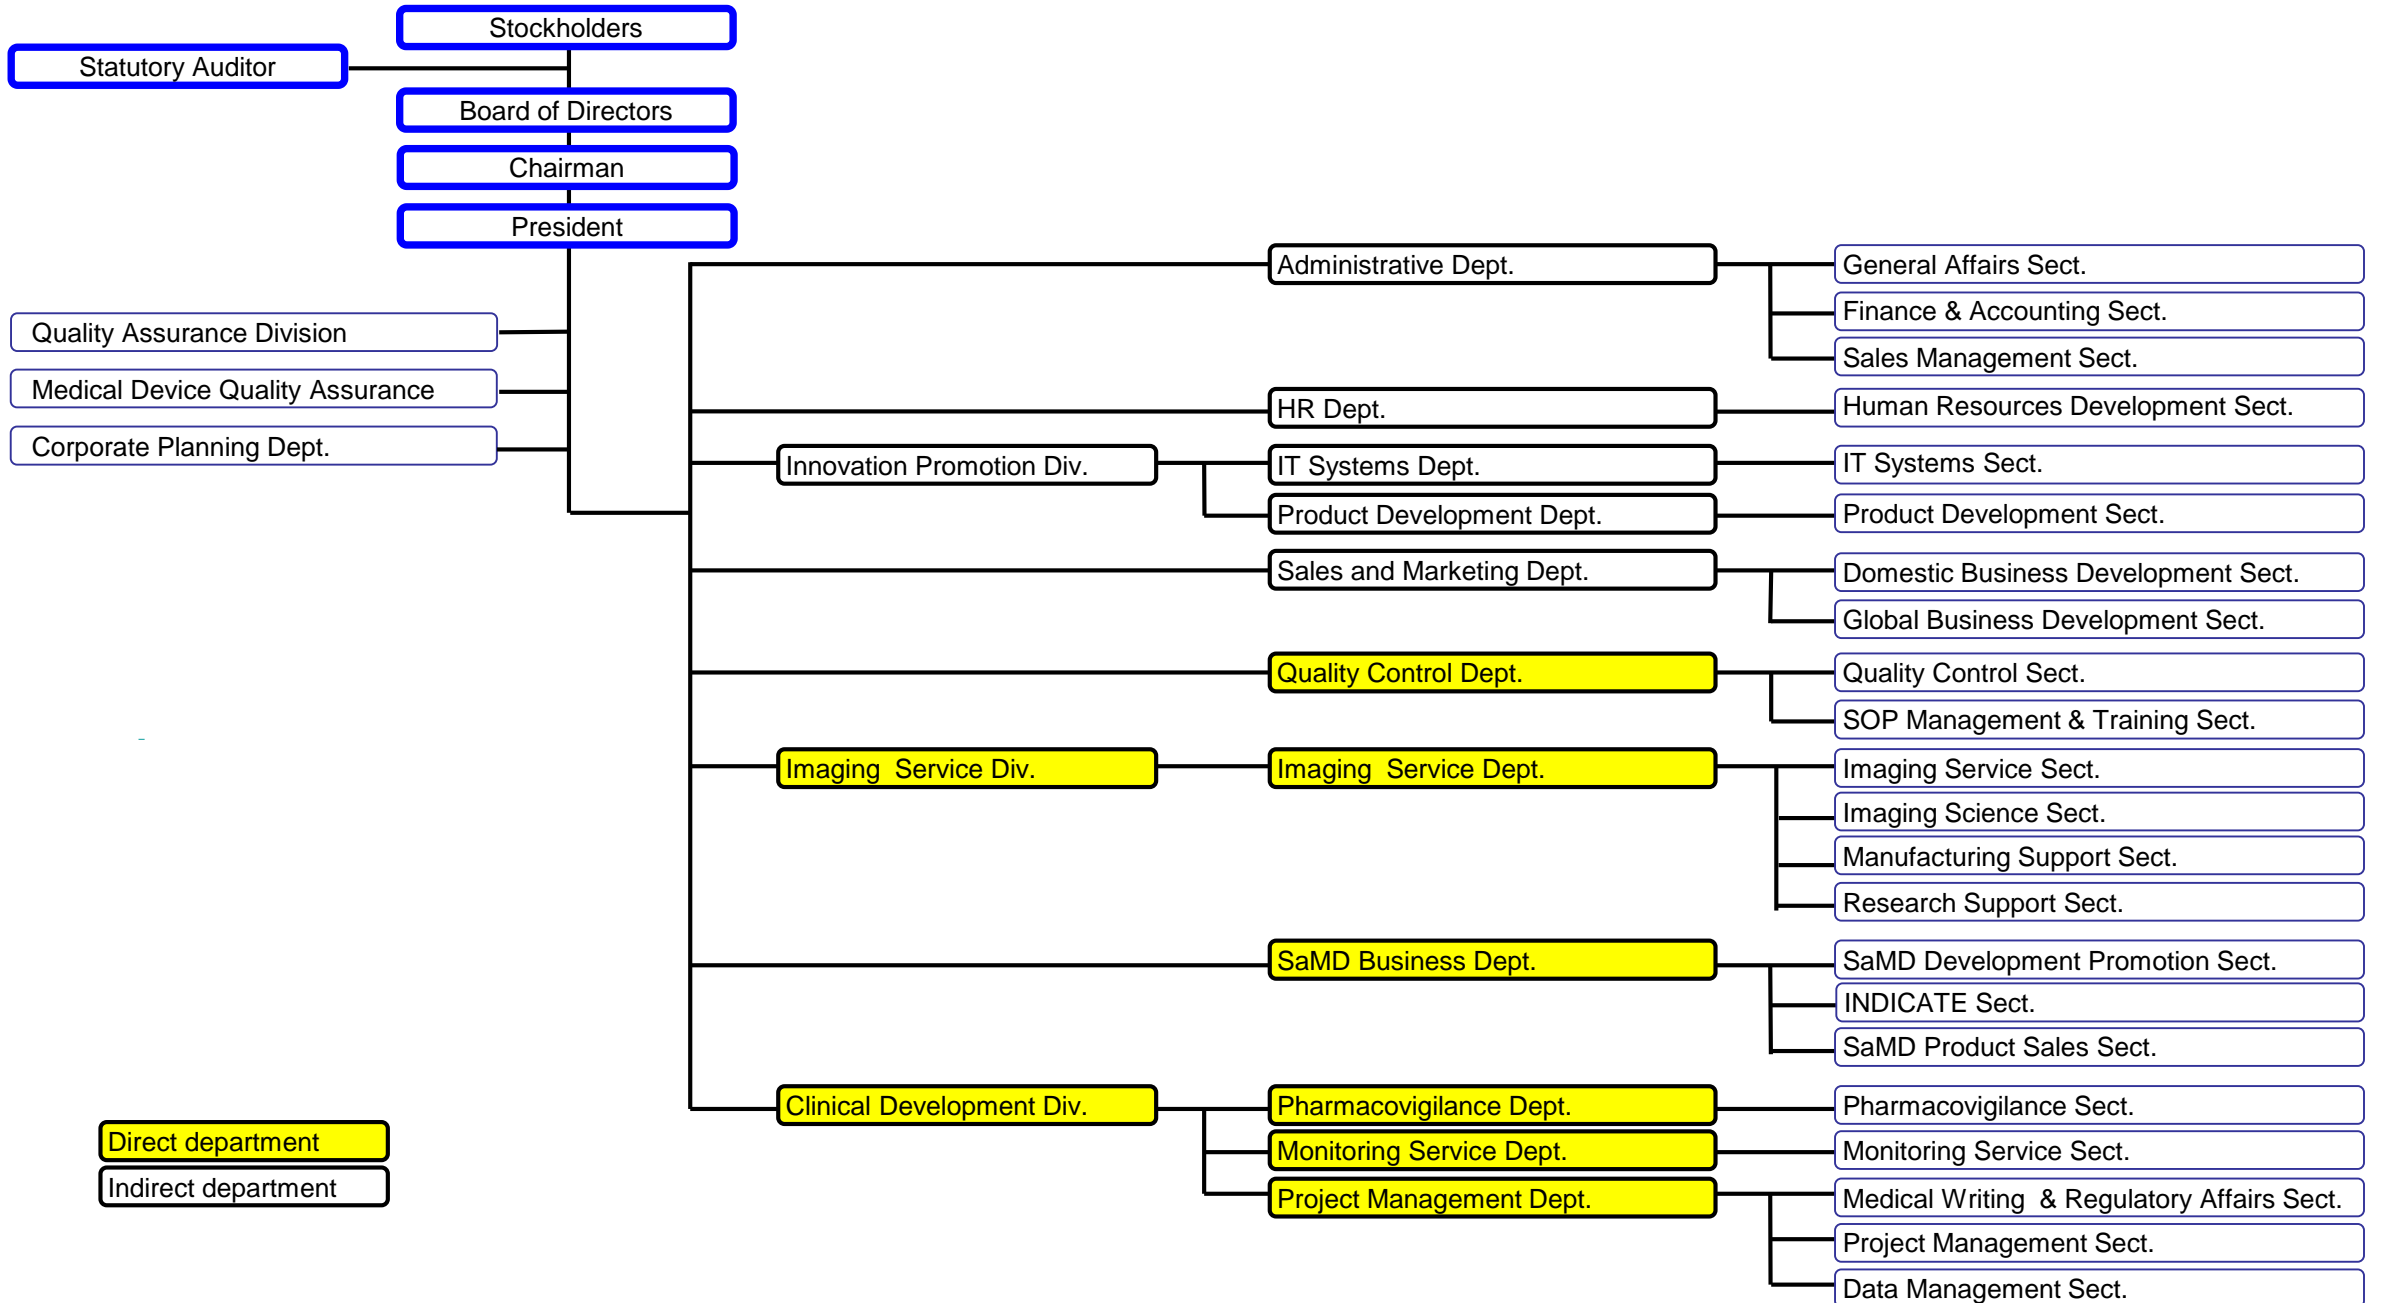 Stockholders
Statutory Auditor
Board of Directors
Chairman
President
Quality Assurance Division
Medical Device Quality Assurance
Corporate Planning Dept.
Administrative Dept.
General Affairs Sect.
Finance & Accounting Sect.
Sales Management Sect.
HR Dept.
Human Resources Development Sect.
Innovation Promotion Div.
IT Systems Dept.
IT Systems Sect.
Product Development Dept.
Product Development Sect.
Sales and Marketing Dept.
Domestic Business Development Sect.
Global Business Development Sect.
Quality Control Dept.
Quality Control Sect.
SOP Management & Training Sect.
Imaging Service Div.
Imaging Service Dept.
Imaging Service Sect.
Imaging Science Sect.
Manufacturing Support Sect.
Research Support Sect.
SaMD Business Dept.
SaMD Development Promotion Sect.
INDICATE Sect.
SaMD Product Sales Sect.
Clinical Development Div.
Pharmacovigilance Dept.
Pharmacovigilance Sect.
Monitoring Service Dept.
Monitoring Service Sect.
Project Management Dept.
Medical Writing & Regulatory Affairs Sect.
Project Management Sect.
Data Management Sect.
Direct department
Indirect department